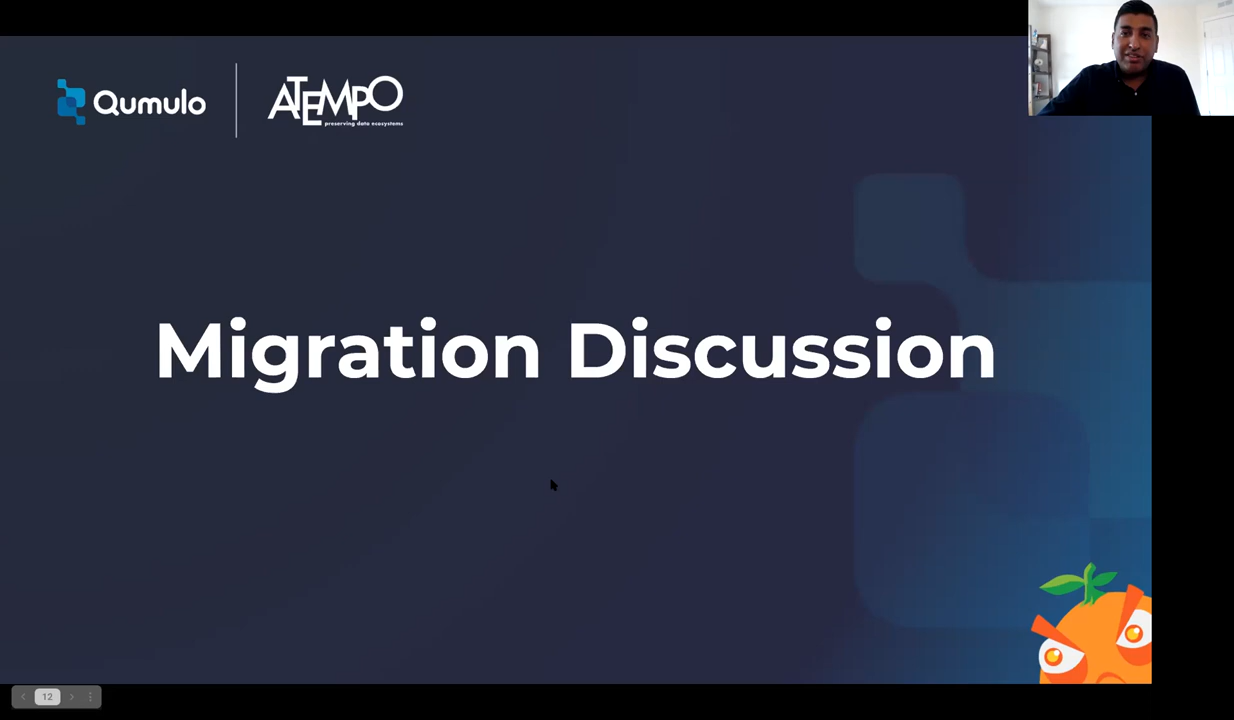 Qumulo
ATEMPO
preserving data ecosystems
Migration Discussion
12